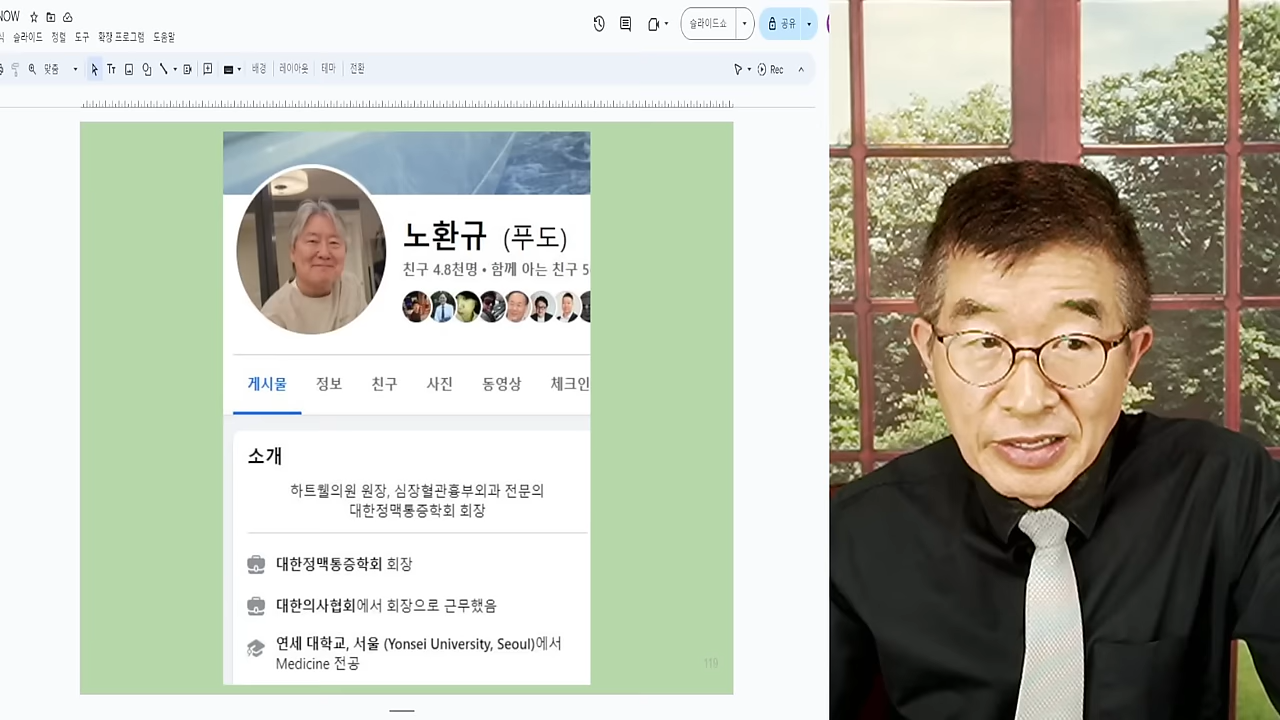 NOW
슬라이드 정렬 도구 확장 프로그램 도움말
슬라이드쇼
공유
맞춤
Tт
배경
레이아웃
테마
전환
Rec
노환규 (푸도)
친구 4.8천명 • 함께 아는 친구 5
게시물
정보
친구
사진
동영상
체크인
소개
하트웰의원 원장, 심장혈관흉부외과 전문의
대한정맥통증학회 회장
대한정맥통증학회 회장
대한의사협회에서 회장으로 근무했음
연세 대학교, 서울 (Yonsei University, Seoul)에서
Medicine 전공
119